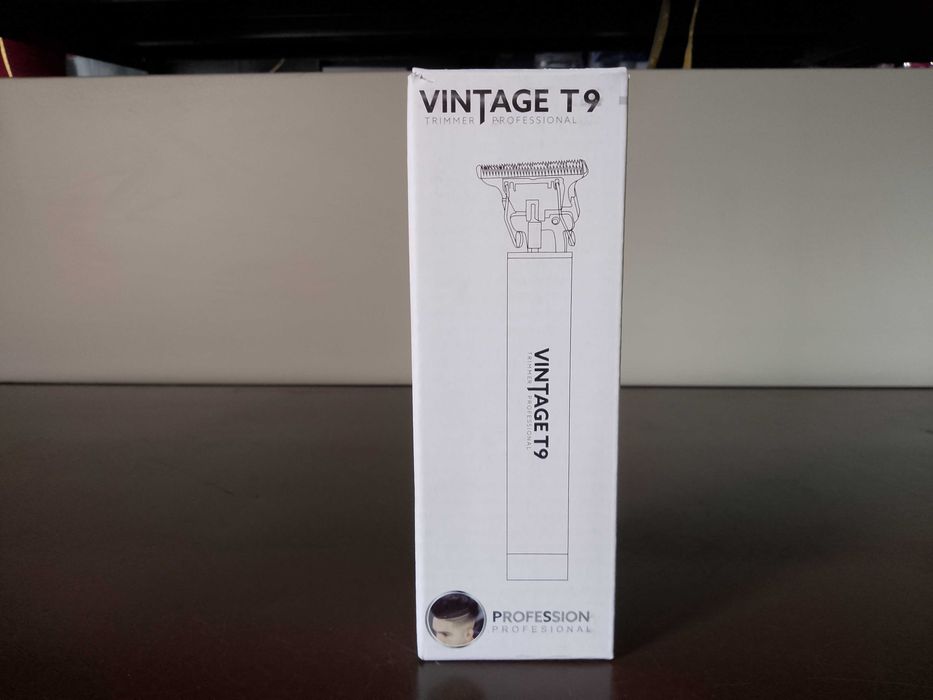 VINTAGE T9
TRIMMER PROFESSIONAL
VINTAGE T9
TRIMMER PROFESSIONAL
PROFESSION
PROFESIONAL